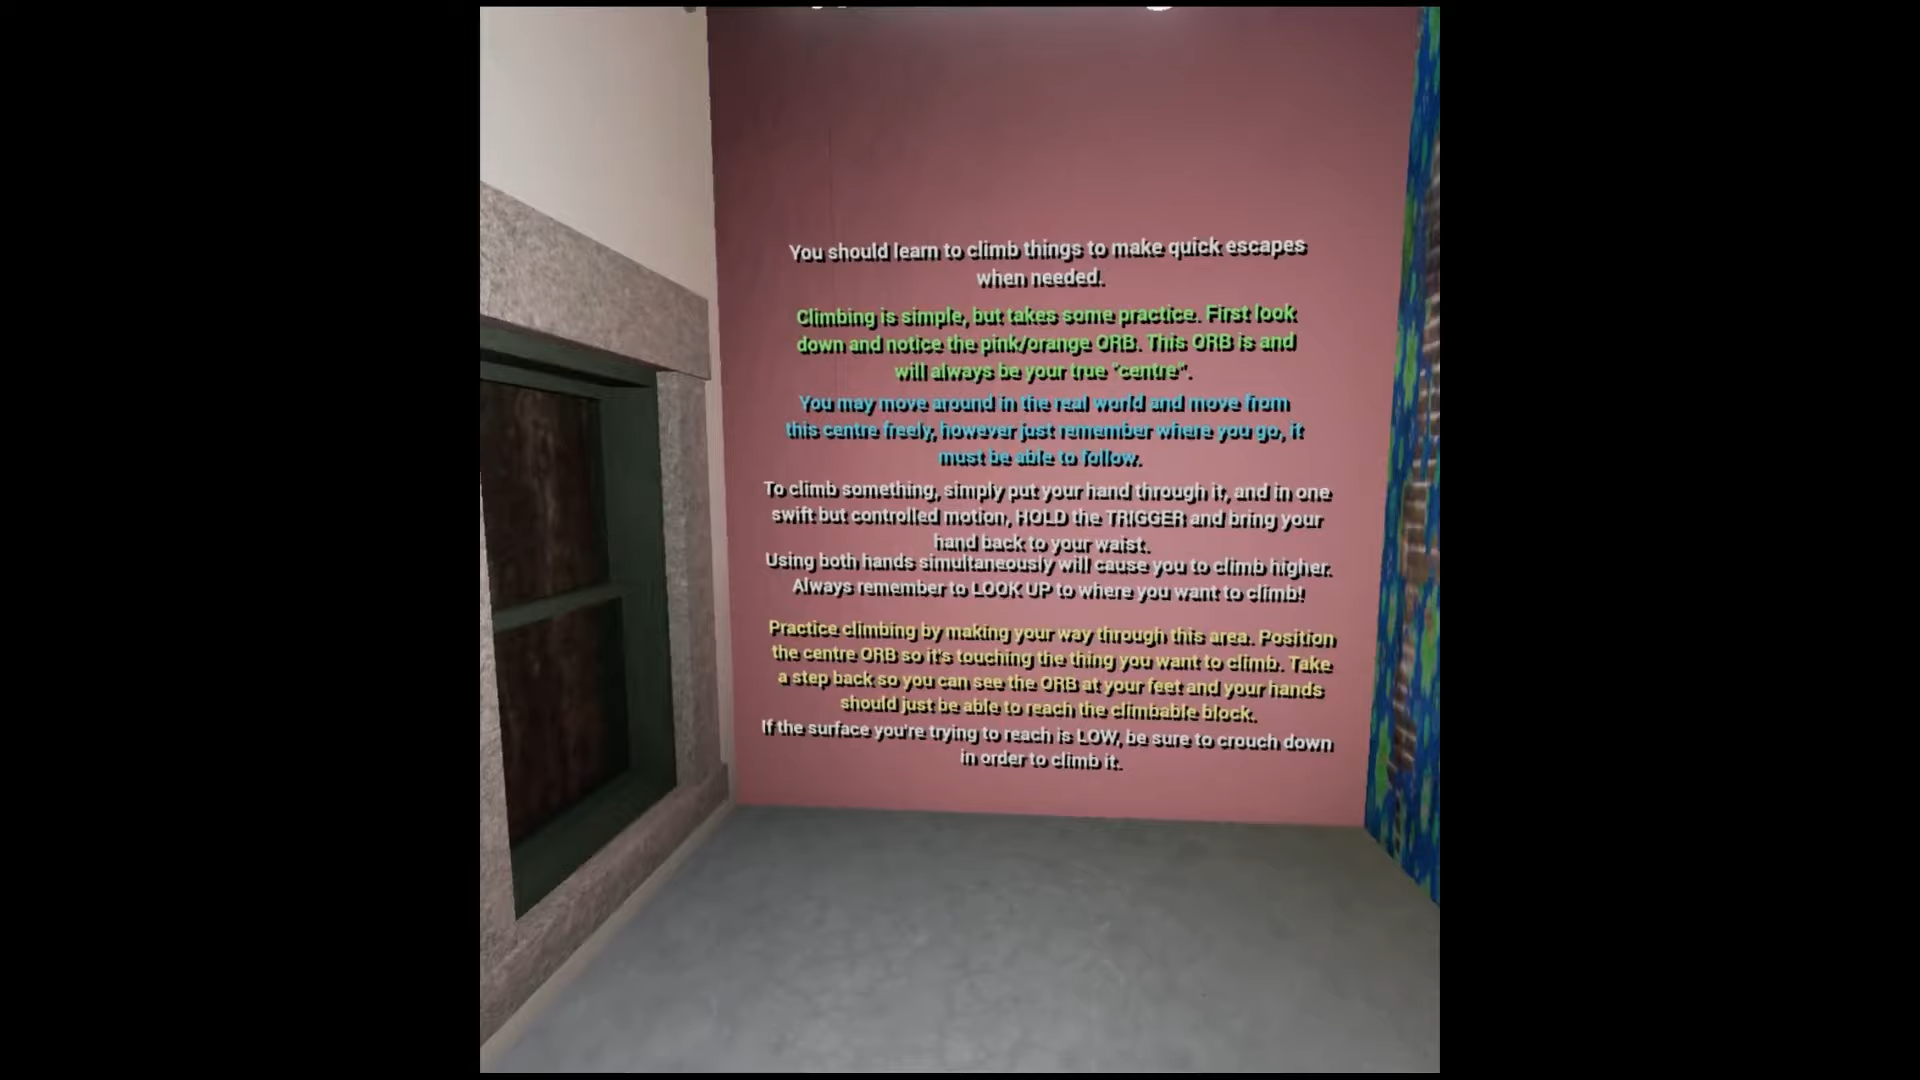 You should learn to climb things to make quick escapes
when needed.
Climbing is simple, but takes some practice. First look
down and notice the pink/orange ORB. This ORB is and
will always be your true "centre".
You may move around in the real world and move from
this centre freely, however just remember where you go, it
must be able to follow.
To climb something, simply put your hand through it, and in one
swift but controlled motion, HOLD the TRIGGER and bring your
hand back to your waist.
Using both hands simultaneously will cause you to climb higher.
Always remember to LOOK UP to where you want to climb!
Practice climbing by making your way through this area. Position
the centre ORB so it's touching the thing you want to climb. Take
a step back so you can see the ORB at your feet and your hands
should just be able to reach the climbable block.
If the surface you're trying to reach is LOW, be sure to crouch down
in order to climb it.